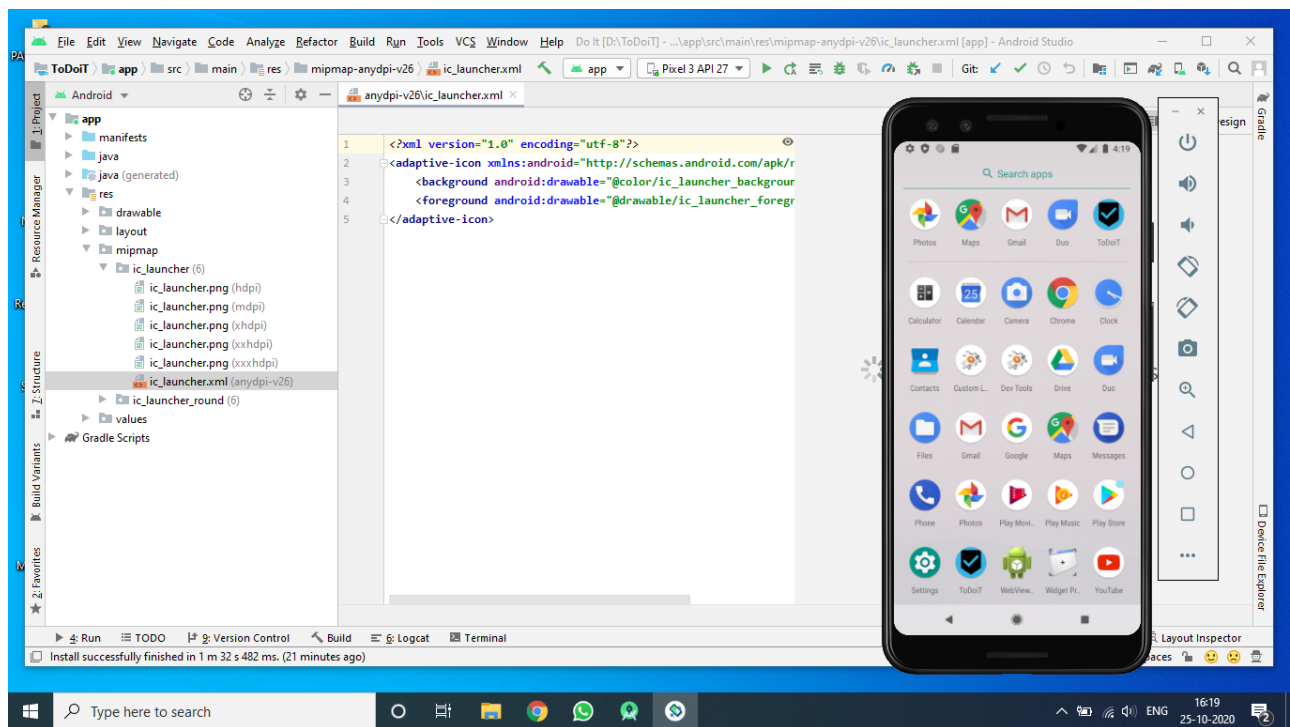 File Edit View Navigate Code Analyze Refactor Build Run Tools VCS Window Help Do It [D:\ToDoiT] - ...\app\src\main\res\mipmap-anydpi-v26\ic_launcher.xml [app] - Android Studio
ToDoiT app src main res mipmap-anydpi-v26 ic_launcher.xml app Pixel 3 API 27 Git:
Android
anydpi-v26\ic_launcher.xml
1: Project
Resource Manager
Z: Structure
Build Variants
2: Favorites
app
manifests
java
java (generated)
res
drawable
layout
mipmap
ic_launcher (6)
ic_launcher.png (hdpi)
ic_launcher.png (mdpi)
ic_launcher.png (xhdpi)
ic_launcher.png (xxhdpi)
ic_launcher.png (xxxhdpi)
ic_launcher.xml (anydpi-v26)
ic_launcher_round (6)
values
Gradle Scripts
1 <?xml version="1.0" encoding="utf-8"?>
2 <adaptive-icon xmlns:android="http://schemas.android.com/apk/r
3 <background android:drawable="@color/ic_launcher_backgroun
4 <foreground android:drawable="@drawable/ic_launcher_foregr
5 </adaptive-icon>
4:19
Search apps
Photos Maps Gmail Duo ToDoiT
Calculator Calendar Camera Chrome Clock
25
Contacts Custom L.. Dev Tools Drive Duo
Files Gmail Google Maps Messages
Phone Photos Play Movi.. Play Music Play Store
Settings ToDoiT WebView.. Widget Pr.. YouTube
esign
Gradle
Device File Explorer
4: Run TODO 9: Version Control Build 6: Logcat Terminal
Layout Inspector
Install successfully finished in 1 m 32 s 482 ms. (21 minutes ago)
paces
Type here to search
ENG
16:19
25-10-2020
2